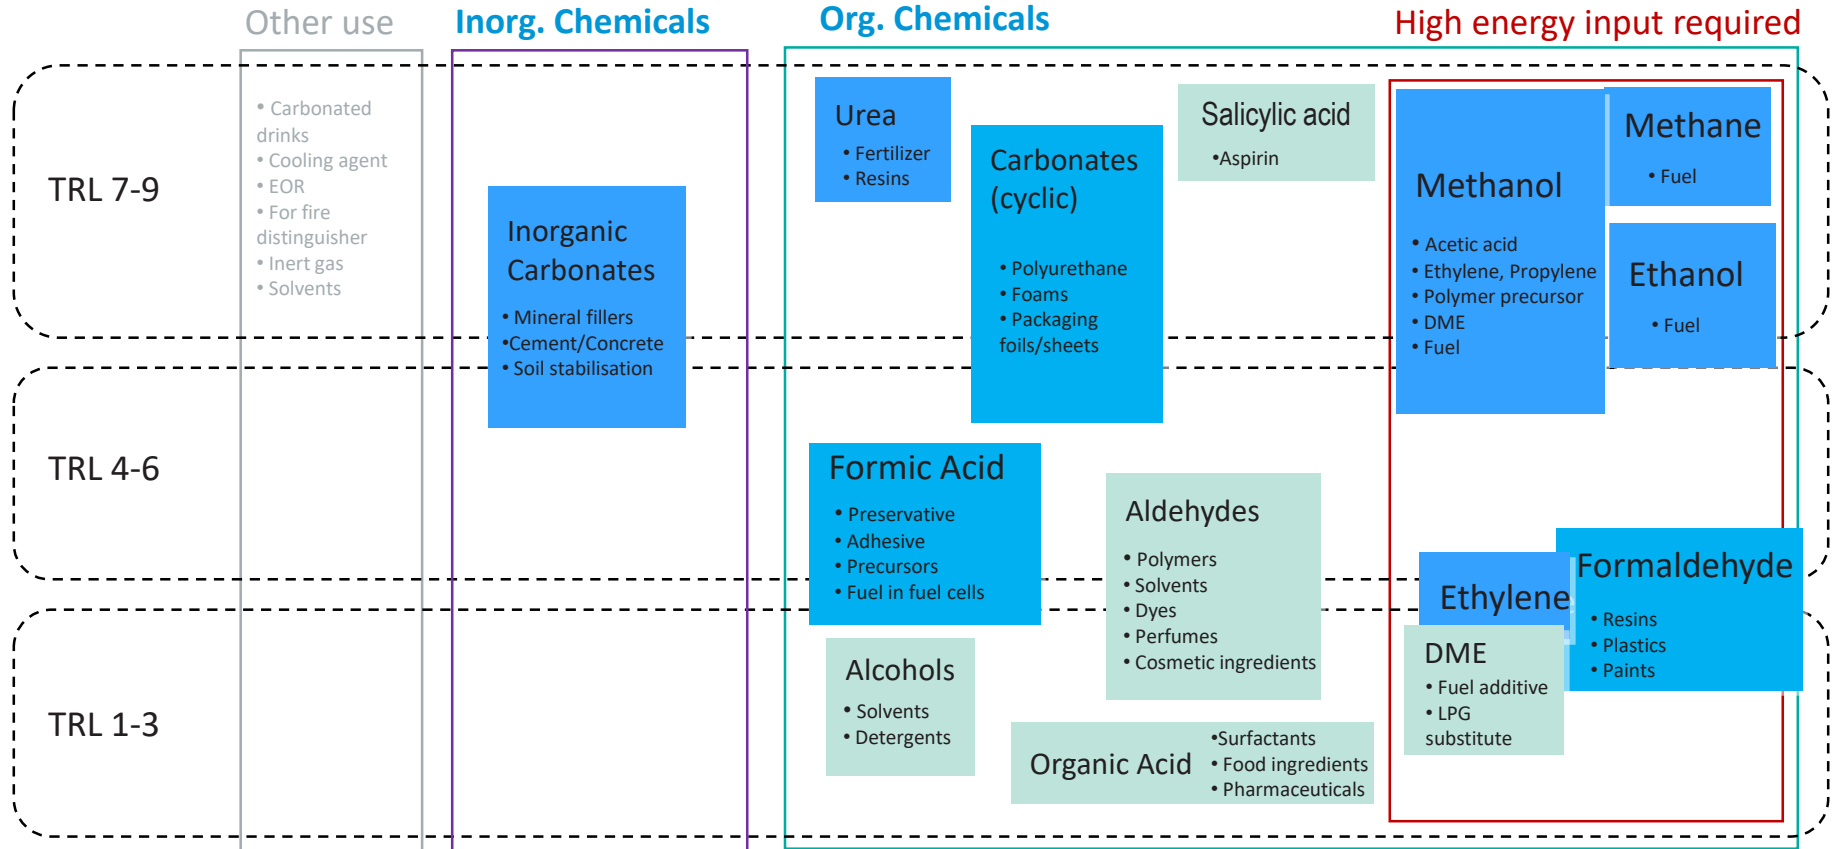 Other use
Inorg. Chemicals
Org. Chemicals
High energy input required
TRL 7-9
• Carbonated
drinks
• Cooling agent
• EOR
• For fire
distinguisher
• Inert gas
• Solvents
Inorganic
Carbonates
• Mineral fillers
•Cement/Concrete
• Soil stabilisation
Urea
• Fertilizer
• Resins
Carbonates
(cyclic)
• Polyurethane
• Foams
• Packaging
foils/sheets
Salicylic acid
•Aspirin
Methanol
• Acetic acid
• Ethylene, Propylene
• Polymer precursor
• DME
• Fuel
Methane
• Fuel
Ethanol
• Fuel
TRL 4-6
Formic Acid
• Preservative
• Adhesive
• Precursors
• Fuel in fuel cells
Aldehydes
• Polymers
• Solvents
• Dyes
• Perfumes
• Cosmetic ingredients
Ethylene
Formaldehyde
• Resins
• Plastics
• Paints
TRL 1-3
Alcohols
• Solvents
• Detergents
Organic Acid
•Surfactants
• Food ingredients
• Pharmaceuticals
DME
• Fuel additive
• LPG
substitute